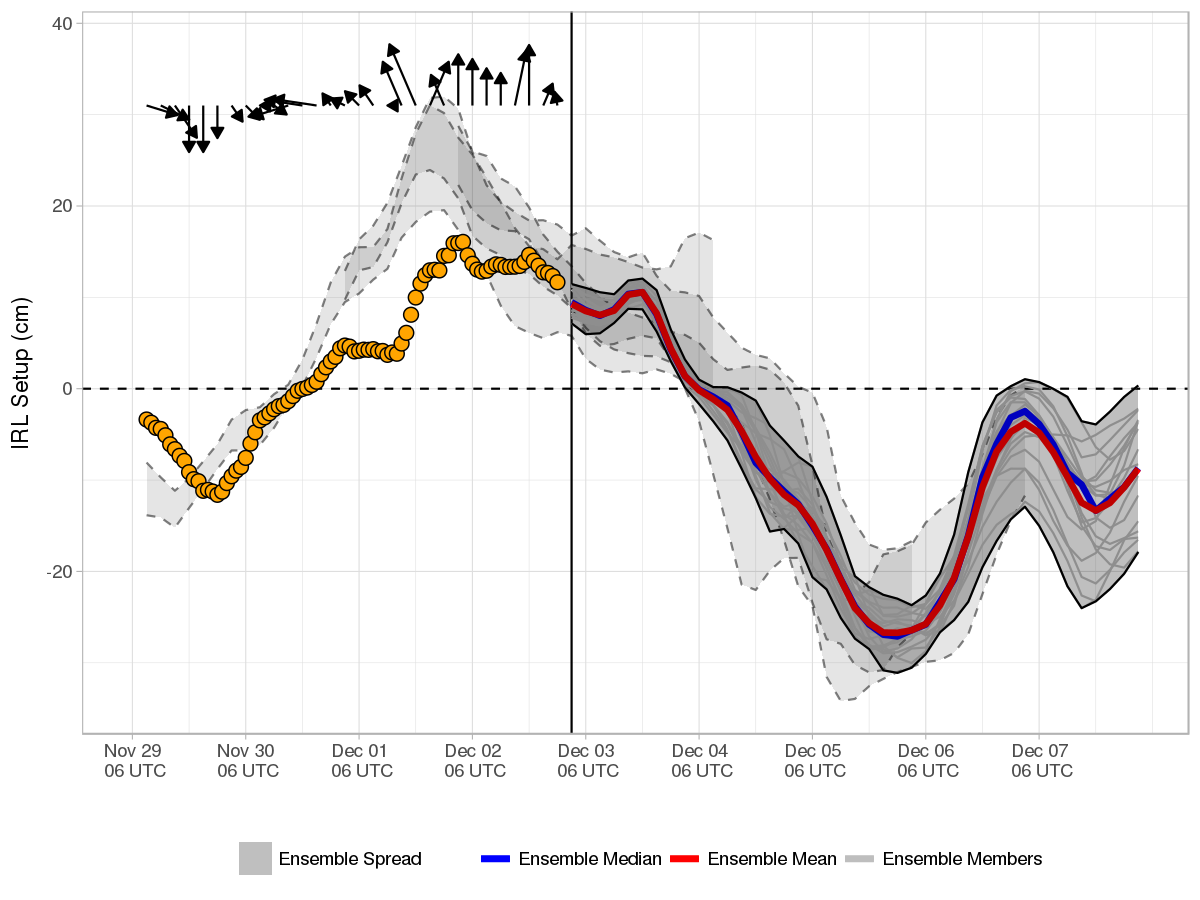 40
20
0
-20
IRL Setup (cm)
Nov 29 Nov 30 Dec 01 Dec 02 Dec 03 Dec 04 Dec 05 Dec 06 Dec 07
06 UTC 06 UTC 06 UTC 06 UTC 06 UTC 06 UTC 06 UTC 06 UTC 06 UTC
Ensemble Spread Ensemble Median Ensemble Mean Ensemble Members